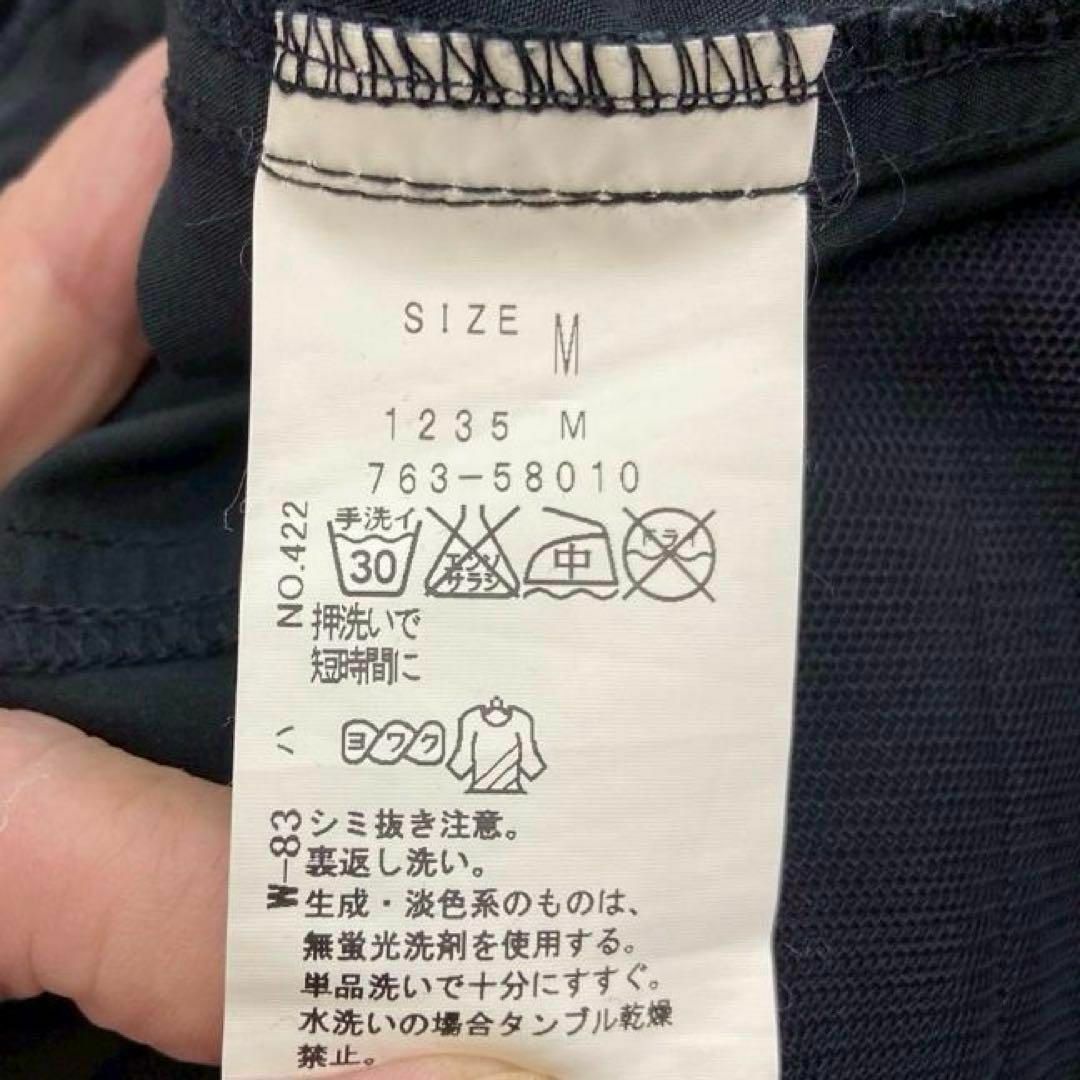 SIZE M
1235 M
763-58010
手洗イ
30
エンソ
サラシ
中
ドライ
NO.422
押洗いで
短時間に
ハ
ヨワク
W-83
シミ抜き注意。
裏返し洗い。
生成・淡色系のものは、
無蛍光洗剤を使用する。
単品洗いで十分にすすぐ。
水洗いの場合タンブル乾燥
禁止。